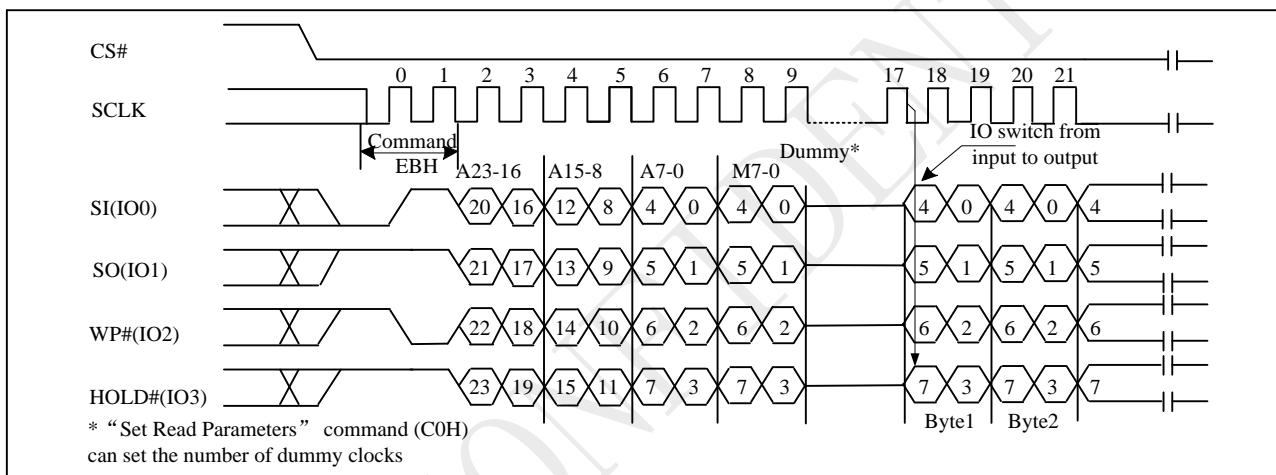 CS#
0 1 2 3 4 5 6 7 8 9 17 18 19 20 21
SCLK
Command
EBH
Dummy*
IO switch from
input to output
A23-16 A15-8 A7-0 M7-0
SI(IO0) 20 16 12 8 4 0 4 0 4 0 4 0 4
SO(IO1) 21 17 13 9 5 1 5 1 5 1 5 1 5
WP#(IO2) 22 18 14 10 6 2 6 2 6 2 6 2 6
HOLD#(IO3) 23 19 15 11 7 3 7 3 7 3 7 3 7
Byte1 Byte2
* “Set Read Parameters” command (C0H)
can set the number of dummy clocks